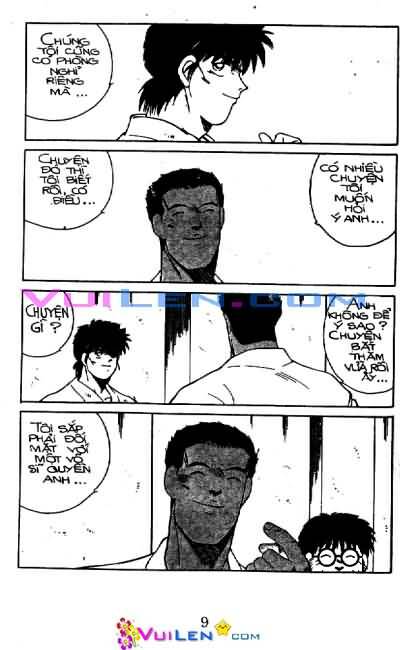 CHÚNG
TÔI CŨNG
CÓ PHÒNG
NGHỈ
RIÊNG
MÀ ...
CHUYỆN
ĐÓ THÌ
TÔI BIẾT
RỒI, CÓ
ĐIỀU ...
CÓ NHIỀU
CHUYỆN
TÔI
MUỐN
HỎI
Ý ANH...
CHUYỆN
GÌ ?
ANH
KHÔNG ĐỂ
Ý SAO ?
CHUYỆN
BẮT
THĂM
VỪA RỒI
ẤY...
VUILEN.COM
TÔI SẮP
PHẢI ĐỐI
MẶT VỚI
MỘT VÕ
SĨ QUYỀN
ANH ...
9
VUILEN COM